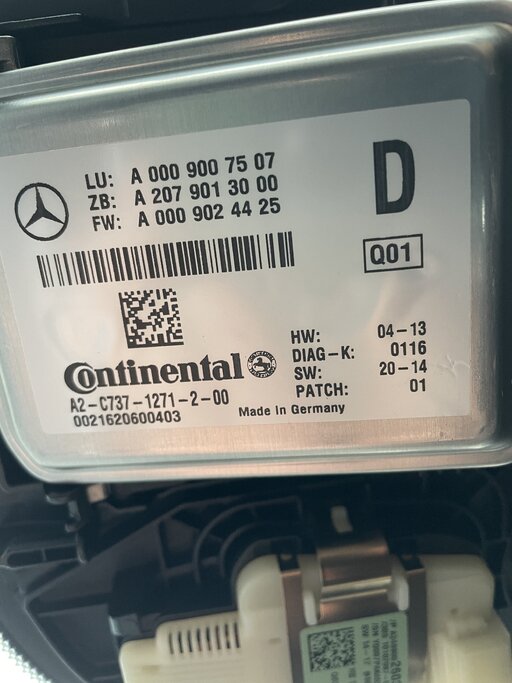 LU: A 000 900 75 07
ZB: A 207 901 30 00
FW: A 000 902 44 25
D
Q01
Continental
A2-C737-1271-2-00
0021620600403
Made in Germany
HW: 04-13
DIAG-K: 0116
SW: 20-14
PATCH: 01